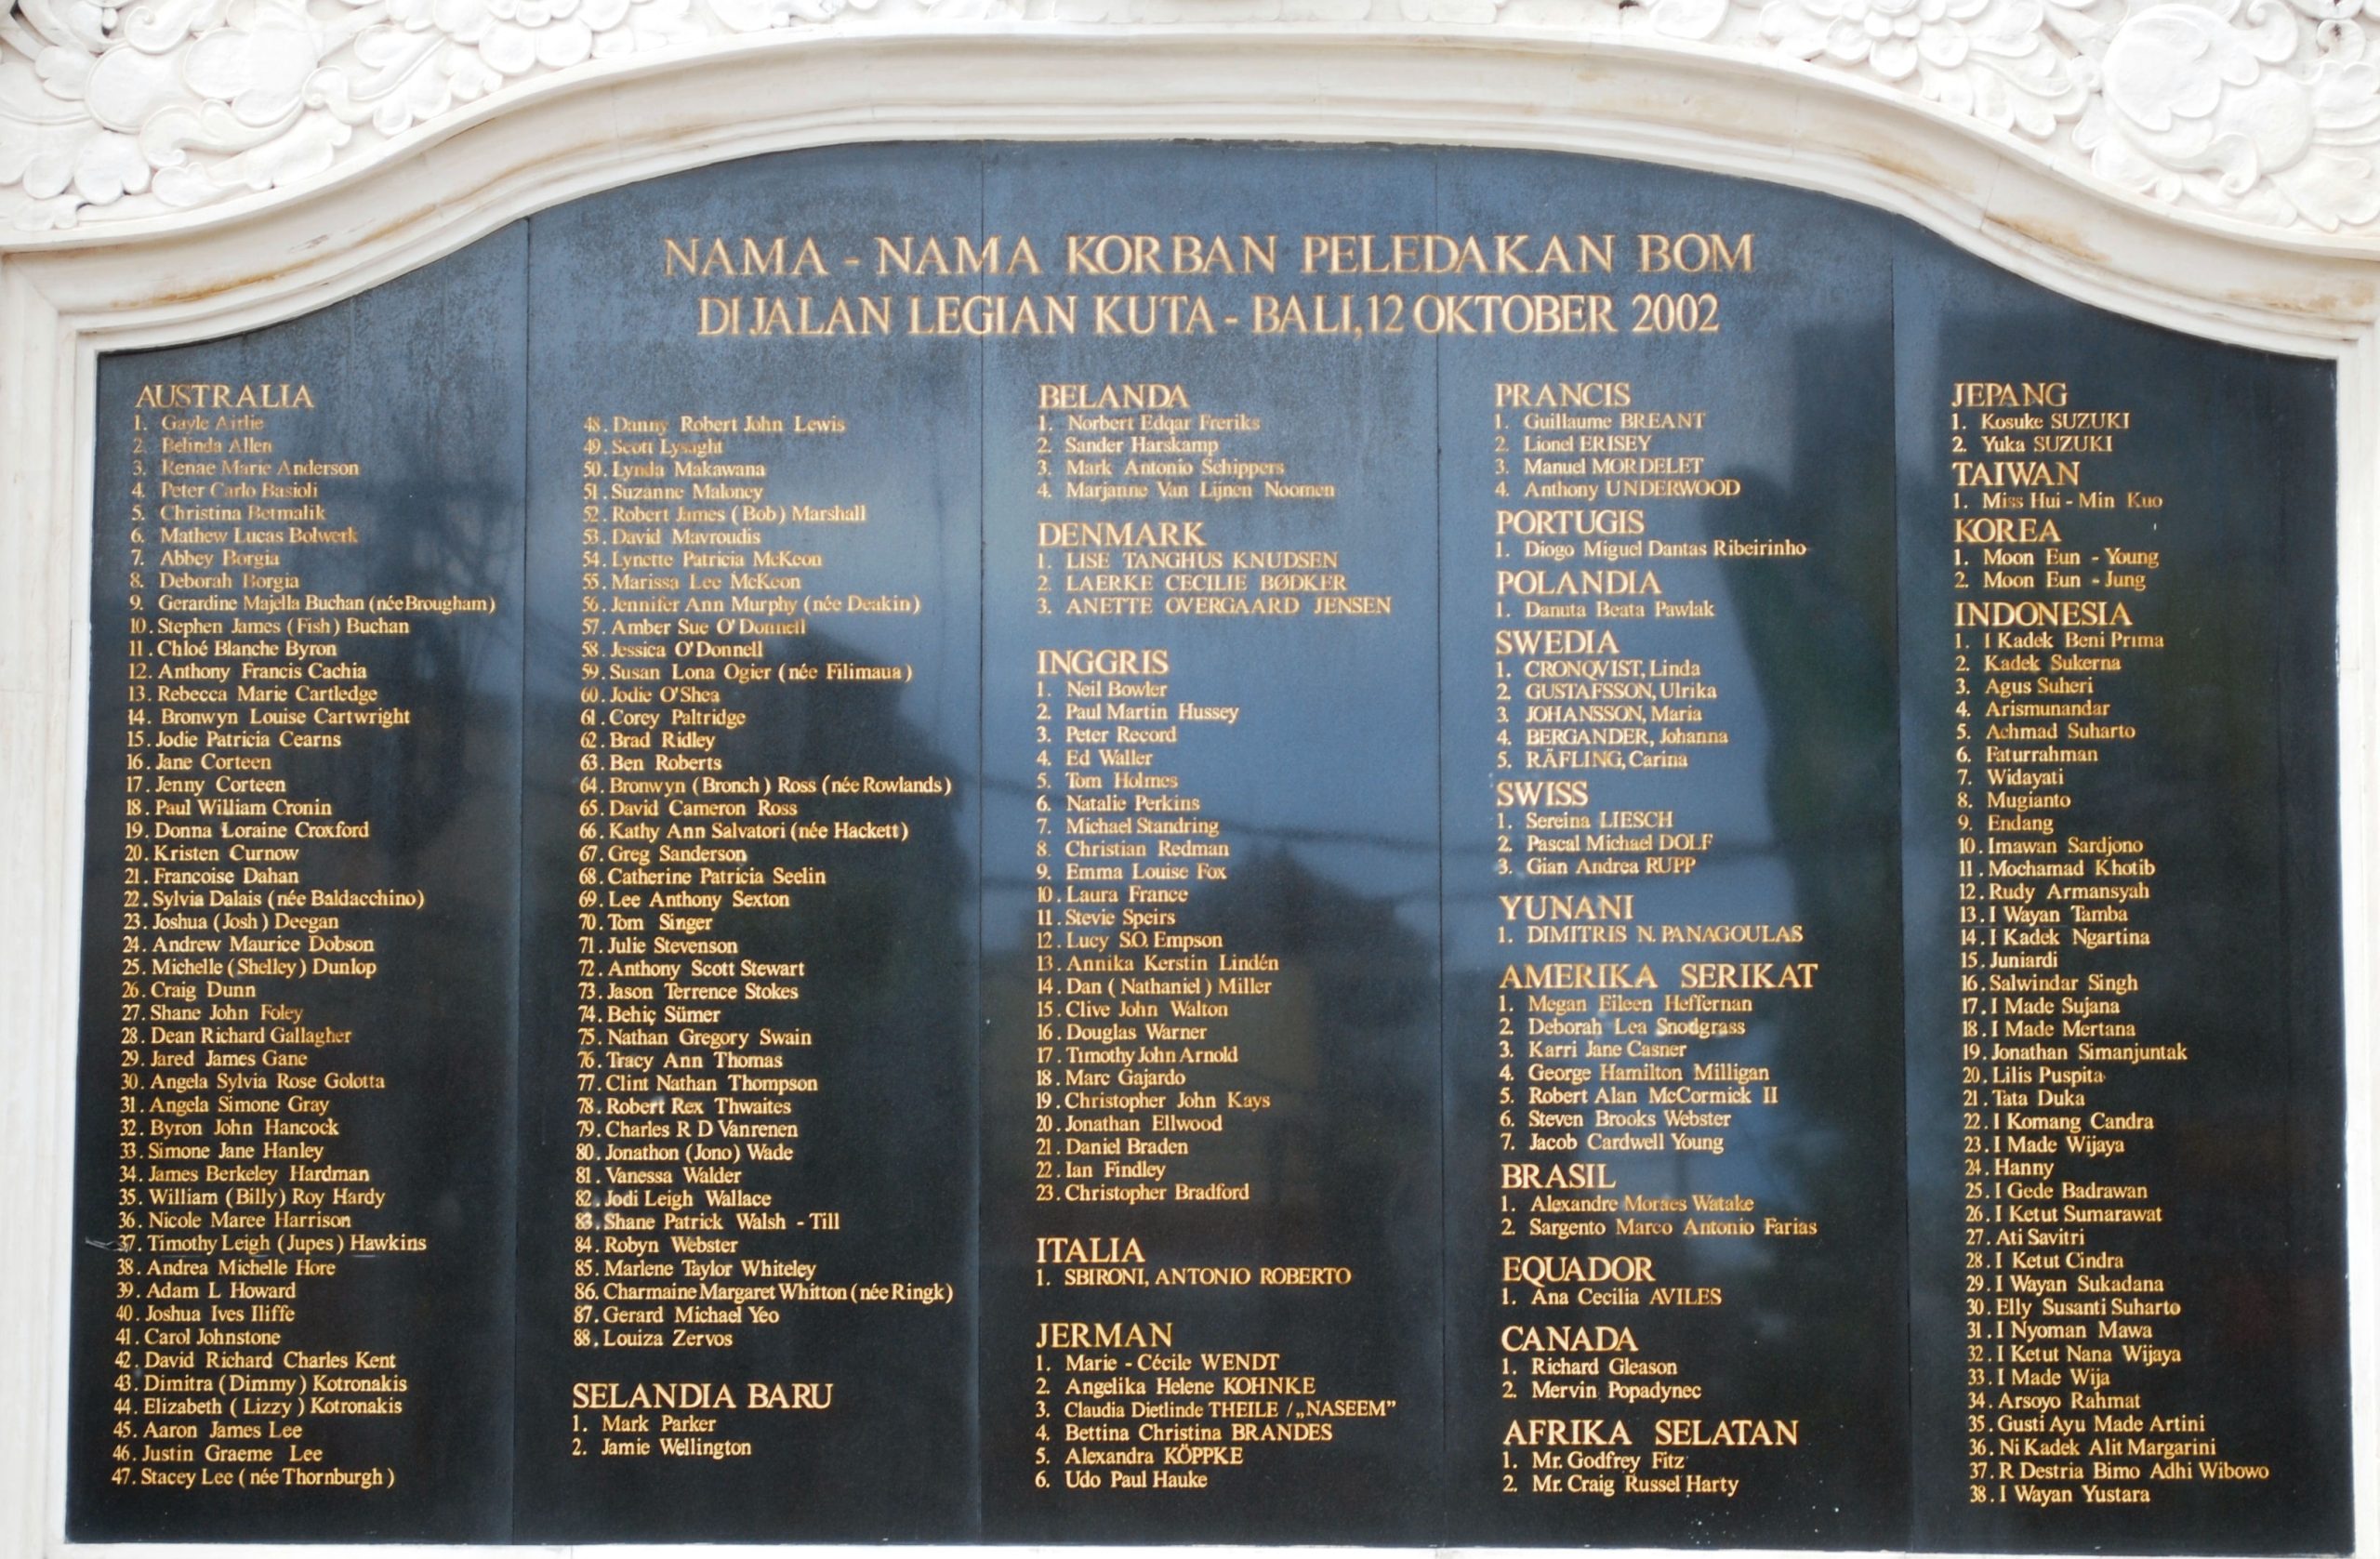 NAMA - NAMA KORBAN PELEDAKAN BOM
DI JALAN LEGIAN KUTA - BALI, 12 OKTOBER 2002
AUSTRALIA
1. Gayle Airlie
2. Belinda Allen
3. Renae Marie Anderson
4. Peter Carlo Basioli
5. Christina Betmalik
6. Mathew Lucas Bolwerk
7. Abbey Borgia
8. Deborah Borgia
9. Gerardine Majella Buchan (née Brougham)
10. Stephen James (Fish) Buchan
11. Chloé Blanche Byron
12. Anthony Francis Cachia
13. Rebecca Marie Cartledge
14. Bronwyn Louise Cartwright
15. Jodie Patricia Cearns
16. Jane Corteen
17. Jenny Corteen
18. Paul William Cronin
19. Donna Loraine Croxford
20. Kristen Curnow
21. Francoise Dahan
22. Sylvia Dalais (née Baldacchino)
23. Joshua (Josh) Deegan
24. Andrew Maurice Dobson
25. Michelle (Shelley) Dunlop
26. Craig Dunn
27. Shane John Foley
28. Dean Richard Gallagher
29. Jared James Gane
30. Angela Sylvia Rose Golotta
31. Angela Simone Gray
32. Byron John Hancock
33. Simone Jane Hanley
34. James Berkeley Hardman
35. William (Billy) Roy Hardy
36. Nicole Maree Harrison
37. Timothy Leigh (Jupes) Hawkins
38. Andrea Michelle Hore
39. Adam L Howard
40. Joshua Ives Iliffe
41. Carol Johnstone
42. David Richard Charles Kent
43. Dimitra (Dimmy) Kotronakis
44. Elizabeth (Lizzy) Kotronakis
45. Aaron James Lee
46. Justin Graeme Lee
47. Stacey Lee (née Thornburgh)
48. Danny Robert John Lewis
49. Scott Lysaght
50. Lynda Makawana
51. Suzanne Maloney
52. Robert James (Bob) Marshall
53. David Mavroudis
54. Lynette Patricia McKeon
55. Marissa Lee McKeon
56. Jennifer Ann Murphy (née Deakin)
57. Amber Sue O'Donnell
58. Jessica O'Donnell
59. Susan Lona Ogier (née Filimaua)
60. Jodie O'Shea
61. Corey Paltridge
62. Brad Ridley
63. Ben Roberts
64. Bronwyn (Bronch) Ross (née Rowlands)
65. David Cameron Ross
66. Kathy Ann Salvatori (née Hackett)
67. Greg Sanderson
68. Catherine Patricia Seelin
69. Lee Anthony Sexton
70. Tom Singer
71. Julie Stevenson
72. Anthony Scott Stewart
73. Jason Terrence Stokes
74. Behiç Sümer
75. Nathan Gregory Swain
76. Tracy Ann Thomas
77. Clint Nathan Thompson
78. Robert Rex Thwaites
79. Charles R D Vanrenen
80. Jonathon (Jono) Wade
81. Vanessa Walder
82. Jodi Leigh Wallace
83. Shane Patrick Walsh - Till
84. Robyn Webster
85. Marlene Taylor Whiteley
86. Charmaine Margaret Whitton (née Ringk)
87. Gerard Michael Yeo
88. Louiza Zervos
SELANDIA BARU
1. Mark Parker
2. Jamie Wellington
BELANDA
1. Norbert Edqar Freriks
2. Sander Harskamp
3. Mark Antonio Schippers
4. Marjanne Van Lijnen Noomen
DENMARK
1. LISE TANGHUS KNUDSEN
2. LAERKE CECILIE BØDKER
3. ANETTE OVERGAARD JENSEN
INGGRIS
1. Neil Bowler
2. Paul Martin Hussey
3. Peter Record
4. Ed Waller
5. Tom Holmes
6. Natalie Perkins
7. Michael Standring
8. Christian Redman
9. Emma Louise Fox
10. Laura France
11. Stevie Speirs
12. Lucy S.O. Empson
13. Annika Kerstin Lindén
14. Dan (Nathaniel) Miller
15. Clive John Walton
16. Douglas Warner
17. Timothy John Arnold
18. Marc Gajardo
19. Christopher John Kays
20. Jonathan Ellwood
21. Daniel Braden
22. Ian Findley
23. Christopher Bradford
ITALIA
1. SBIRONI, ANTONIO ROBERTO
JERMAN
1. Marie - Cécile WENDT
2. Angelika Helene KOHNKE
3. Claudia Dietlinde THEILE / „NASEEM”
4. Bettina Christina BRANDES
5. Alexandra KÖPPKE
6. Udo Paul Hauke
PRANCIS
1. Guillaume BREANT
2. Lionel ERISEY
3. Manuel MORDELET
4. Anthony UNDERWOOD
PORTUGIS
1. Diogo Miguel Dantas Ribeirinho
POLANDIA
1. Danuta Beata Pawlak
SWEDIA
1. CRONQVIST, Linda
2. GUSTAFSSON, Ulrika
3. JOHANSSON, Maria
4. BERGANDER, Johanna
5. RÄFLING, Carina
SWISS
1. Sereina LIESCH
2. Pascal Michael DOLF
3. Gian Andrea RUPP
YUNANI
1. DIMITRIS N. PANAGOULAS
AMERIKA SERIKAT
1. Megan Eileen Heffernan
2. Deborah Lea Snodgrass
3. Karri Jane Casner
4. George Hamilton Milligan
5. Robert Alan McCormick II
6. Steven Brooks Webster
7. Jacob Cardwell Young
BRASIL
1. Alexandre Moraes Watake
2. Sargento Marco Antonio Farias
EQUADOR
1. Ana Cecilia AVILES
CANADA
1. Richard Gleason
2. Mervin Popadynec
AFRIKA SELATAN
1. Mr. Godfrey Fitz
2. Mr. Craig Russel Harty
JEPANG
1. Kosuke SUZUKI
2. Yuka SUZUKI
TAIWAN
1. Miss Hui - Min Kuo
KOREA
1. Moon Eun - Young
2. Moon Eun - Jung
INDONESIA
1. I Kadek Beni Prima
2. Kadek Sukerna
3. Agus Suheri
4. Arismunandar
5. Achmad Suharto
6. Faturrahman
7. Widayati
8. Mugianto
9. Endang
10. Imawan Sardjono
11. Mochamad Khotib
12. Rudy Armansyah
13. I Wayan Tamba
14. I Kadek Ngartina
15. Juniardi
16. Salwindar Singh
17. I Made Sujana
18. I Made Mertana
19. Jonathan Simanjuntak
20. Lilis Puspita
21. Tata Duka
22. I Komang Candra
23. I Made Wijaya
24. Hanny
25. I Gede Badrawan
26. I Ketut Sumarawat
27. Ati Savitri
28. I Ketut Cindra
29. I Wayan Sukadana
30. Elly Susanti Suharto
31. I Nyoman Mawa
32. I Ketut Nana Wijaya
33. I Made Wija
34. Arsoyo Rahmat
35. Gusti Ayu Made Artini
36. Ni Kadek Alit Margarini
37. R Destria Bimo Adhi Wibowo
38. I Wayan Yustara